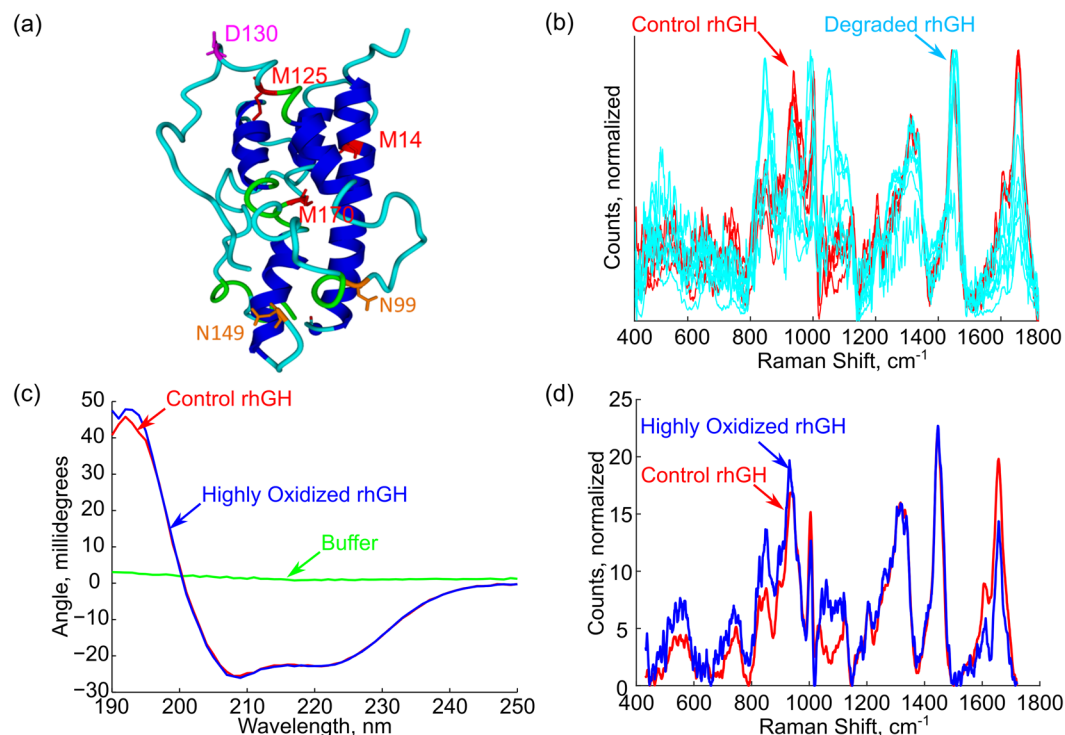 (a)
D130
M125
M14
M170
N99
N149
(b)
Control rhGH
Degraded rhGH
Counts, normalized
400 600 800 1000 1200 1400 1600 1800
Raman Shift, cm-1
(c)
50
40
30
20
10
0
−10
−20
−30
Angle, millidegrees
Control rhGH
Highly Oxidized rhGH
Buffer
190 200 210 220 230 240 250
Wavelength, nm
(d)
25
20
15
10
5
0
Counts, normalized
Highly Oxidized rhGH
Control rhGH
400 600 800 1000 1200 1400 1600 1800
Raman Shift, cm-1